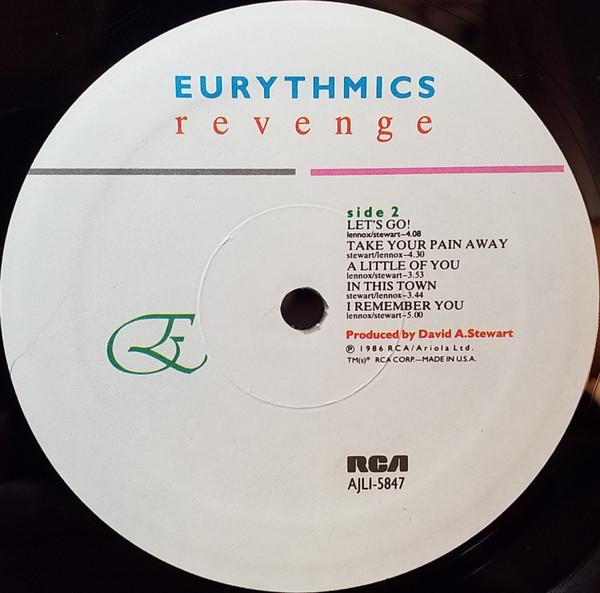 EURYTHMICS
revenge
side 2
LET'S GO!
lennox/stewart–4.08
TAKE YOUR PAIN AWAY
stewart/lennox–4.30
A LITTLE OF YOU
lennox/stewart–3.53
IN THIS TOWN
stewart/lennox–3.44
I REMEMBER YOU
lennox/stewart–5.00
Produced by David A.Stewart
℗ 1986 RCA/Ariola Ltd.
TM(s)® RCA CORP.—MADE IN U.S.A.
RCA
AJL1-5847